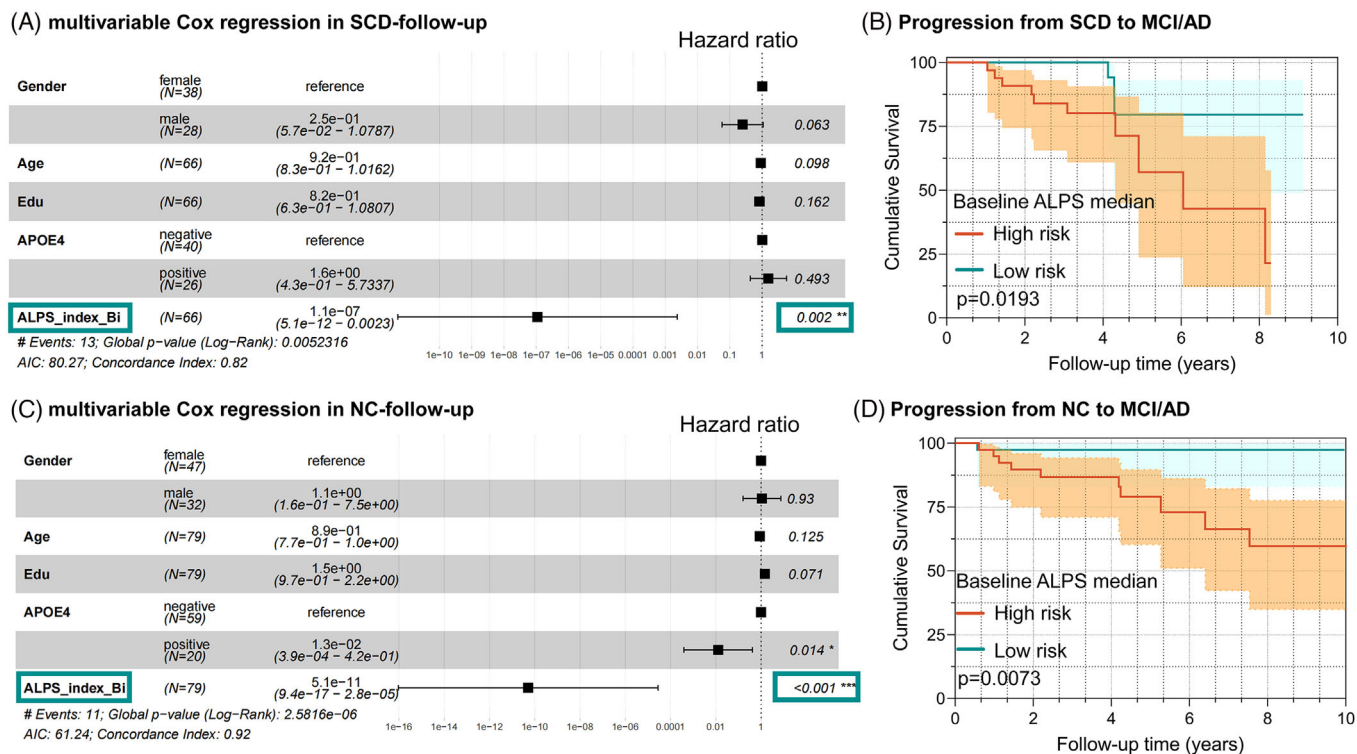 (A) multivariable Cox regression in SCD-follow-up
Hazard ratio
Gender female (N=38) reference
male (N=28) 2.5e-01 (5.7e-02 – 1.0787) 0.063
Age (N=66) 9.2e-01 (8.3e-01 – 1.0162) 0.098
Edu (N=66) 8.2e-01 (6.3e-01 – 1.0807) 0.162
APOE4 negative (N=40) reference
positive (N=26) 1.6e+00 (4.3e-01 – 5.7337) 0.493
ALPS_index_Bi (N=66) 1.1e-07 (5.1e-12 – 0.0023) 0.002 **
# Events: 13; Global p-value (Log-Rank): 0.0052316
AIC: 80.27; Concordance Index: 0.82
1e-10 1e-09 1e-08 1e-07 1e-06 1e-05 0.0001 0.001 0.01 0.1 1
(B) Progression from SCD to MCI/AD
Cumulative Survival
100
75
50
25
0
Baseline ALPS median
High risk
Low risk
p=0.0193
0 2 4 6 8 10
Follow-up time (years)
(C) multivariable Cox regression in NC-follow-up
Hazard ratio
Gender female (N=47) reference
male (N=32) 1.1e+00 (1.6e-01 – 7.5e+00) 0.93
Age (N=79) 8.9e-01 (7.7e-01 – 1.0e+00) 0.125
Edu (N=79) 1.5e+00 (9.7e-01 – 2.2e+00) 0.071
APOE4 negative (N=59) reference
positive (N=20) 1.3e-02 (3.9e-04 – 4.2e-01) 0.014 *
ALPS_index_Bi (N=79) 5.1e-11 (9.4e-17 – 2.8e-05) <0.001 ***
# Events: 11; Global p-value (Log-Rank): 2.5816e-06
AIC: 61.24; Concordance Index: 0.92
1e-16 1e-14 1e-12 1e-10 1e-08 1e-06 0.0001 0.01 1
(D) Progression from NC to MCI/AD
Cumulative Survival
100
75
50
25
0
Baseline ALPS median
High risk
Low risk
p=0.0073
0 2 4 6 8 10
Follow-up time (years)